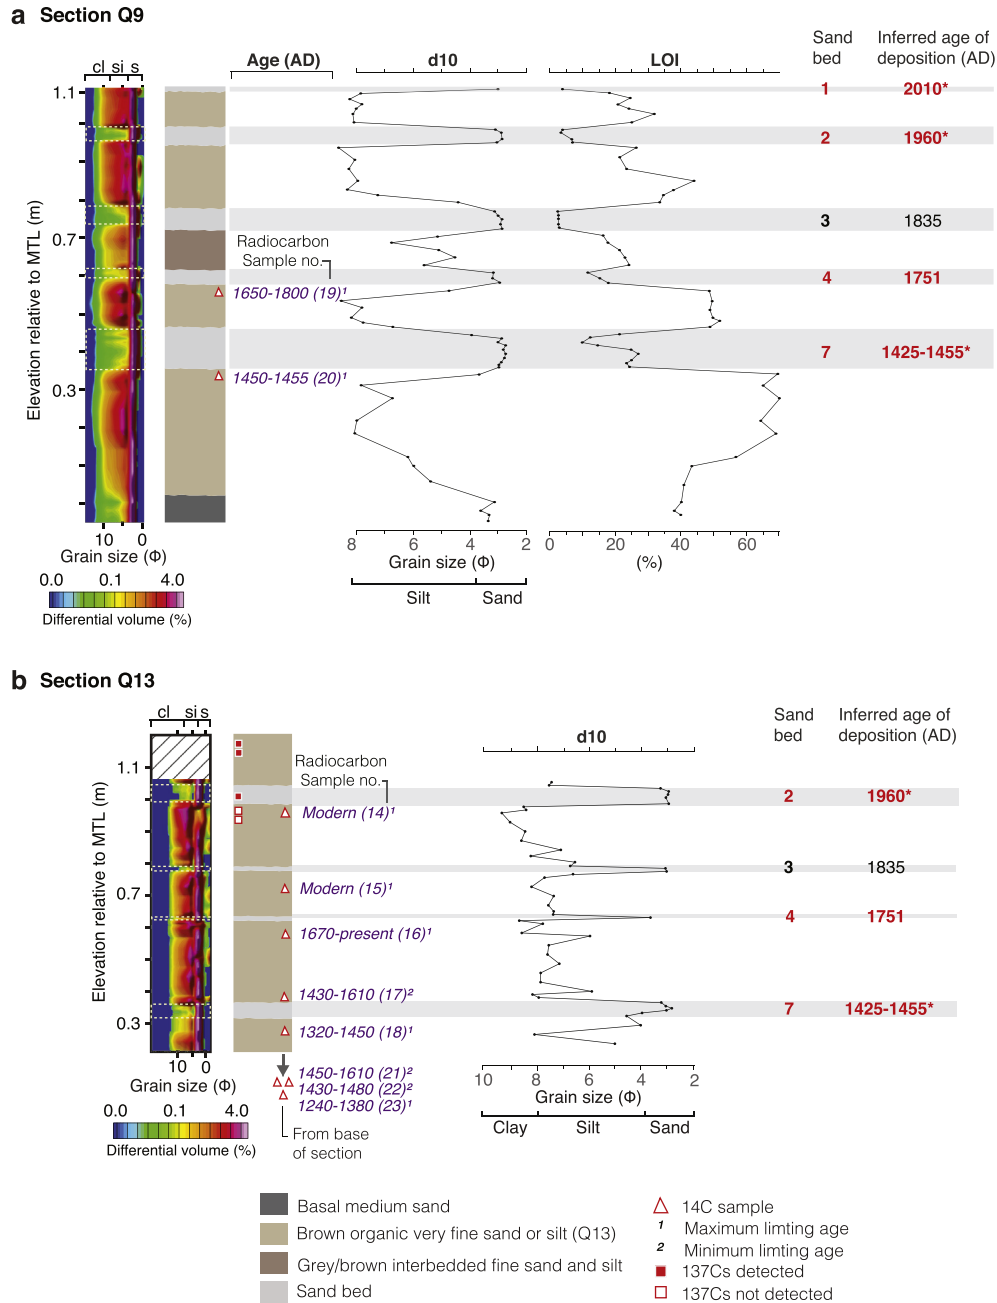 a Section Q9
Sand bed
Inferred age of deposition (AD)
cl si s
Age (AD)
d10
LOI
1.1
1
2010*
2
1960*
3
1835
0.7
Radiocarbon
Sample no.
4
1751
1650-1800 (19)¹
7
1425-1455*
1450-1455 (20)¹
0.3
Elevation relative to MTL (m)
10 0
Grain size (Φ)
8 6 4 2
Grain size (Φ)
0 20 40 60
(%)
Silt Sand
0.0 0.1 4.0
Differential volume (%)
b Section Q13
Sand bed
Inferred age of deposition (AD)
cl si s
d10
1.1
Radiocarbon
Sample no.
2
1960*
Modern (14)¹
3
1835
0.7
Modern (15)¹
4
1751
1670-present (16)¹
1430-1610 (17)²
7
1425-1455*
0.3
1320-1450 (18)¹
Elevation relative to MTL (m)
10 0
Grain size (Φ)
1450-1610 (21)²
1430-1480 (22)²
1240-1380 (23)¹
10 8 6 4 2
Grain size (Φ)
Clay Silt Sand
0.0 0.1 4.0
Differential volume (%)
From base
of section
Basal medium sand
Brown organic very fine sand or silt (Q13)
Grey/brown interbedded fine sand and silt
Sand bed
14C sample
1 Maximum limting age
2 Minimum limting age
137Cs detected
137Cs not detected